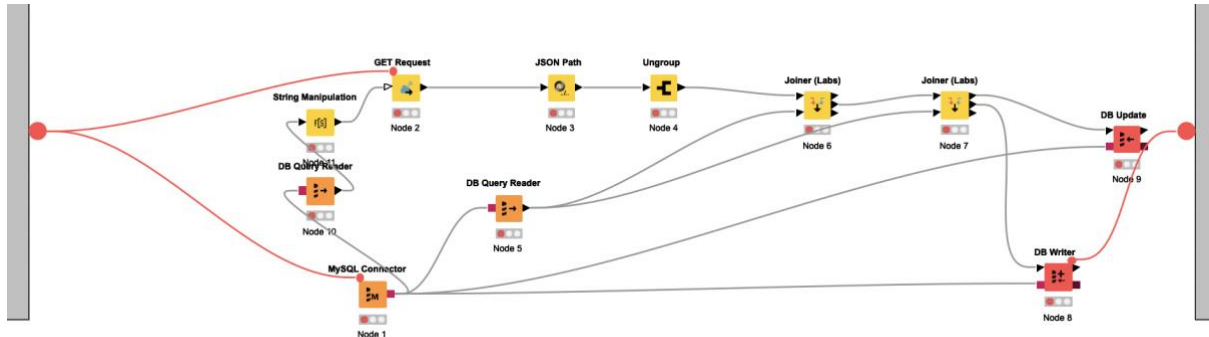 GET Request
Node 2
JSON Path
Node 3
Ungroup
Node 4
Joiner (Labs)
Node 6
Joiner (Labs)
Node 7
DB Update
Node 9
String Manipulation
Node 11
DB Query Reader
Node 10
DB Query Reader
Node 5
MySQL Connector
M
Node 1
DB Writer
Node 8